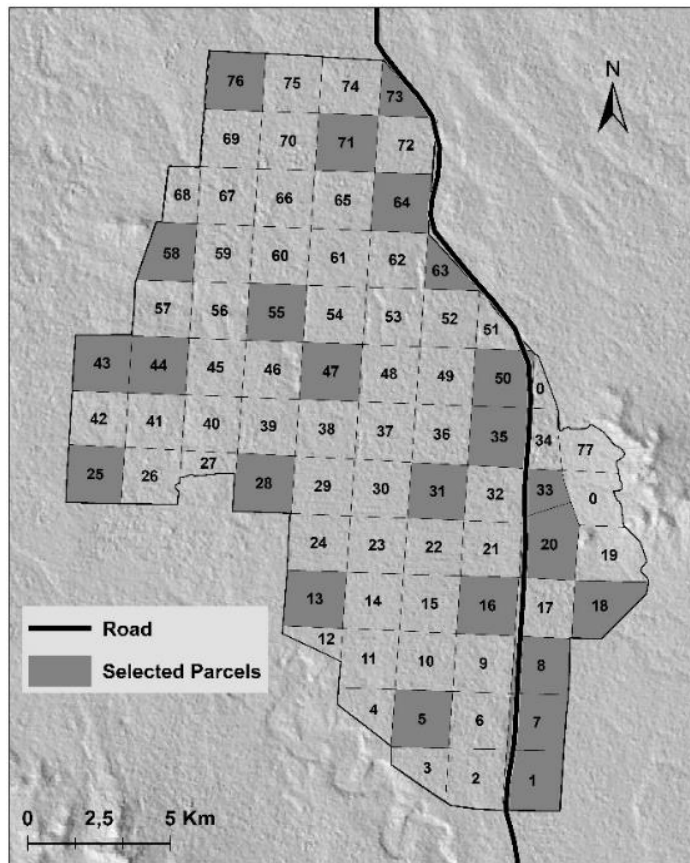 N
76 75 74 73
69 70 71 72
68 67 66 65 64
58 59 60 61 62 63
57 56 55 54 53 52 51
43 44 45 46 47 48 49 50 0
42 41 40 39 38 37 36 35 34 77
25 26 27 28 29 30 31 32 33 0
24 23 22 21 20 19
13 14 15 16 17 18
12 11 10 9 8
4 5 6 7
3 2 1
Road
Selected Parcels
0 2,5 5 Km